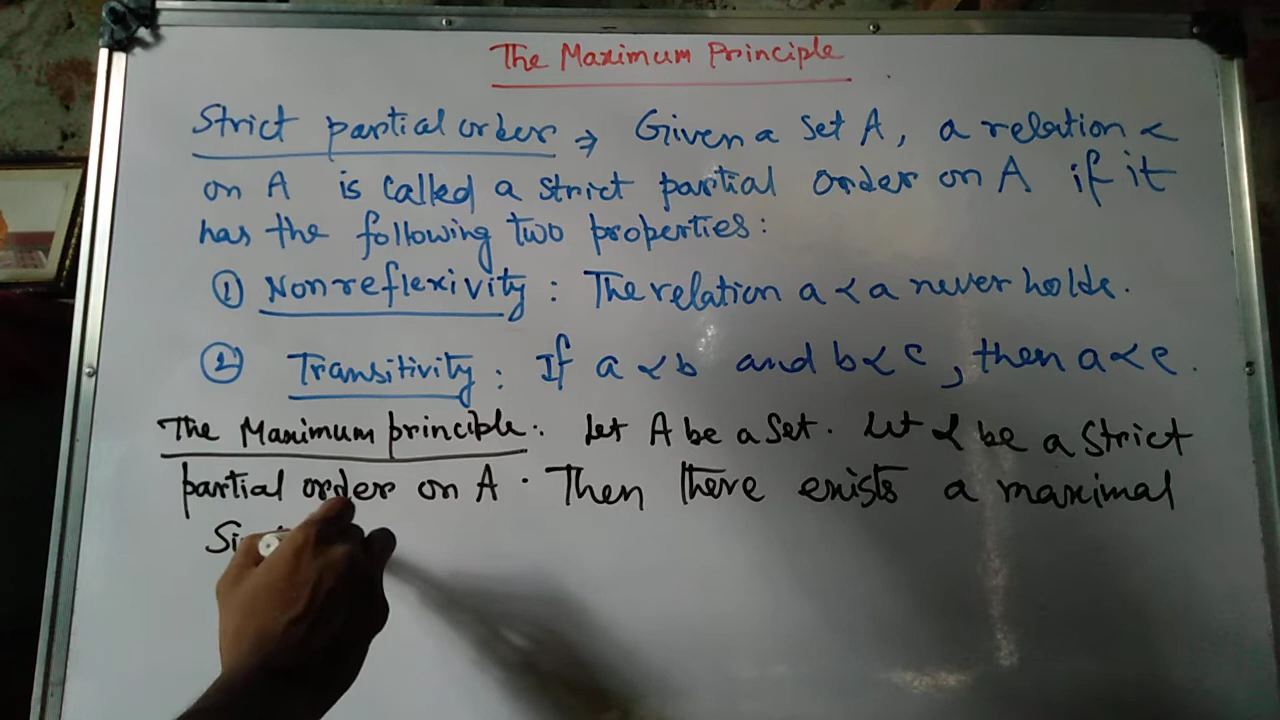 The Maximum Principle
Strict partial order ⇒ Given a set A, a relation ≺
on A is called a strict partial order on A if it
has the following two properties:
① Nonreflexivity: The relation a ≺ a never holds.
② Transitivity: If a ≺ b and b ≺ c, then a ≺ c.
The Maximum principle:. Let A be a set. Let ≺ be a strict
partial order on A. Then there exists a maximal